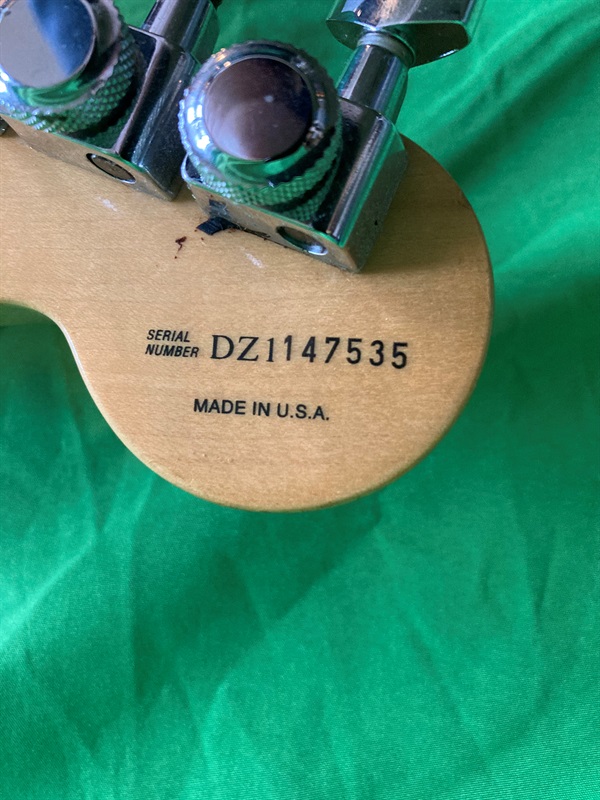 SERIAL
NUMBER DZ1147535
MADE IN U.S.A.